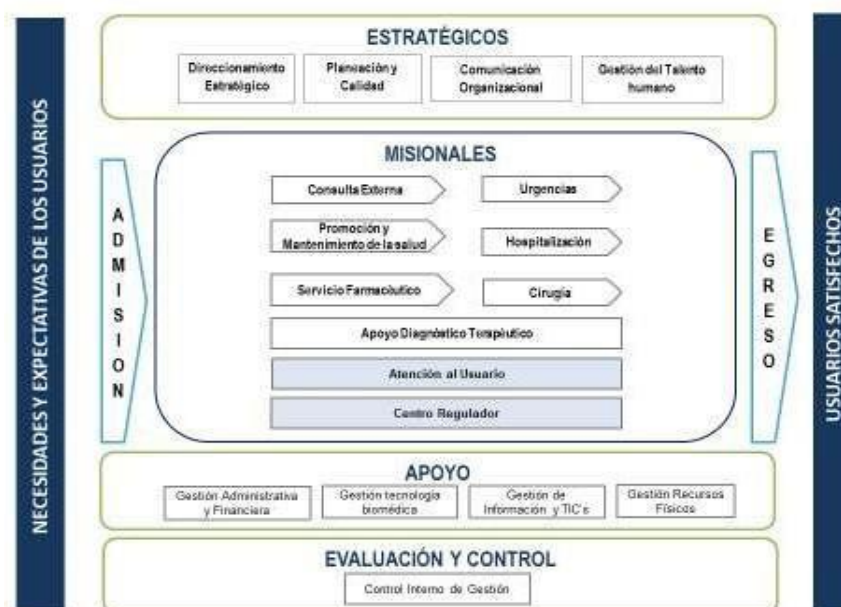 NECESIDADES Y EXPECTATIVAS DE LOS USUARIOS
ESTRATÉGICOS
Direccionamiento
Estratégico
Planeación y
Calidad
Comunicación
Organizacional
Gestión del Talento
humano
ADMISION
MISIONALES
Consulta Externa
Urgencias
Promoción y
Mantenimiento de la salud
Hospitalización
Servicio Farmacéutico
Cirugía
Apoyo Diagnóstico Terapéutico
Atención al Usuario
Centro Regulador
EGRESO
APOYO
Gestión Administrativa
y Financiera
Gestión tecnología
biomédica
Gestión de
Información y TIC's
Gestión Recursos
Físicos
EVALUACIÓN Y CONTROL
Control Interno de Gestión
USUARIOS SATISFECHOS